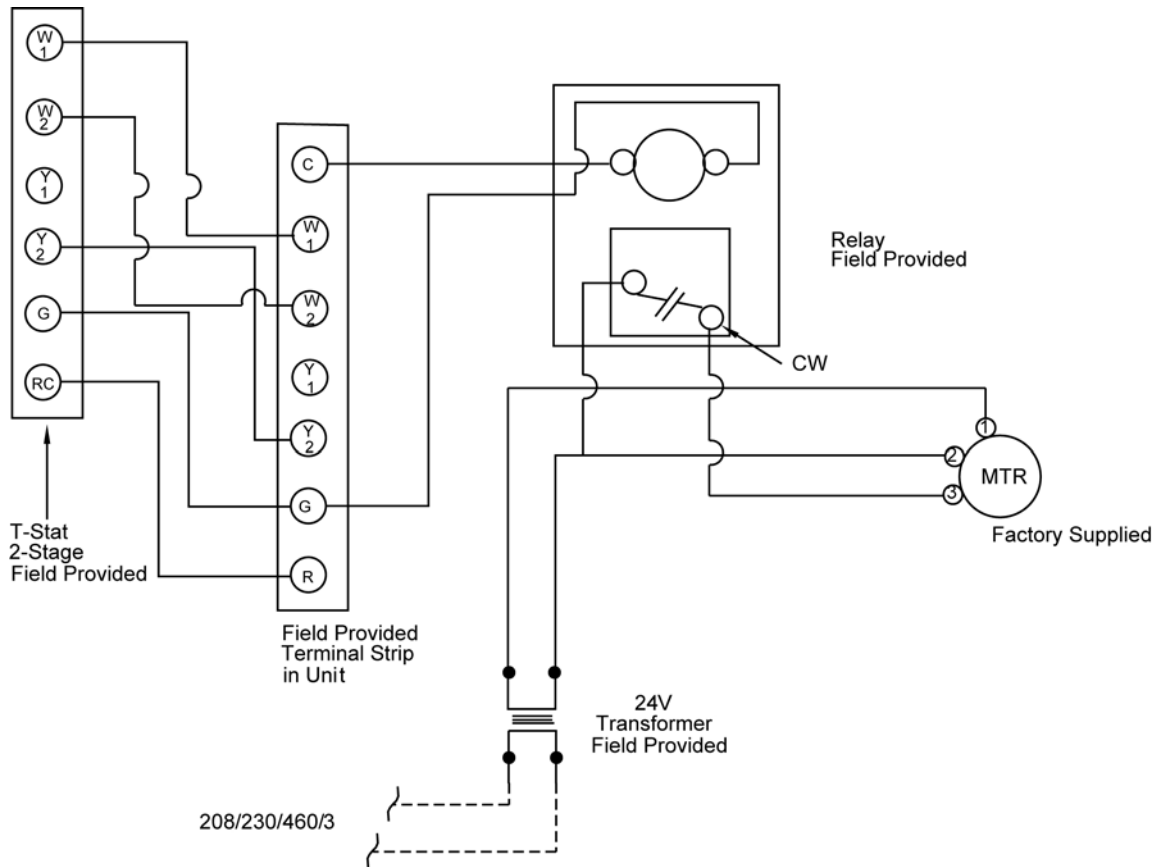 W
1
W
2
Y
1
Y
2
G
RC
T-Stat
2-Stage
Field Provided
C
W
1
W
2
Y
1
Y
2
G
R
Field Provided
Terminal Strip
in Unit
Relay
Field Provided
CW
1
2
3
MTR
Factory Supplied
24V
Transformer
Field Provided
208/230/460/3